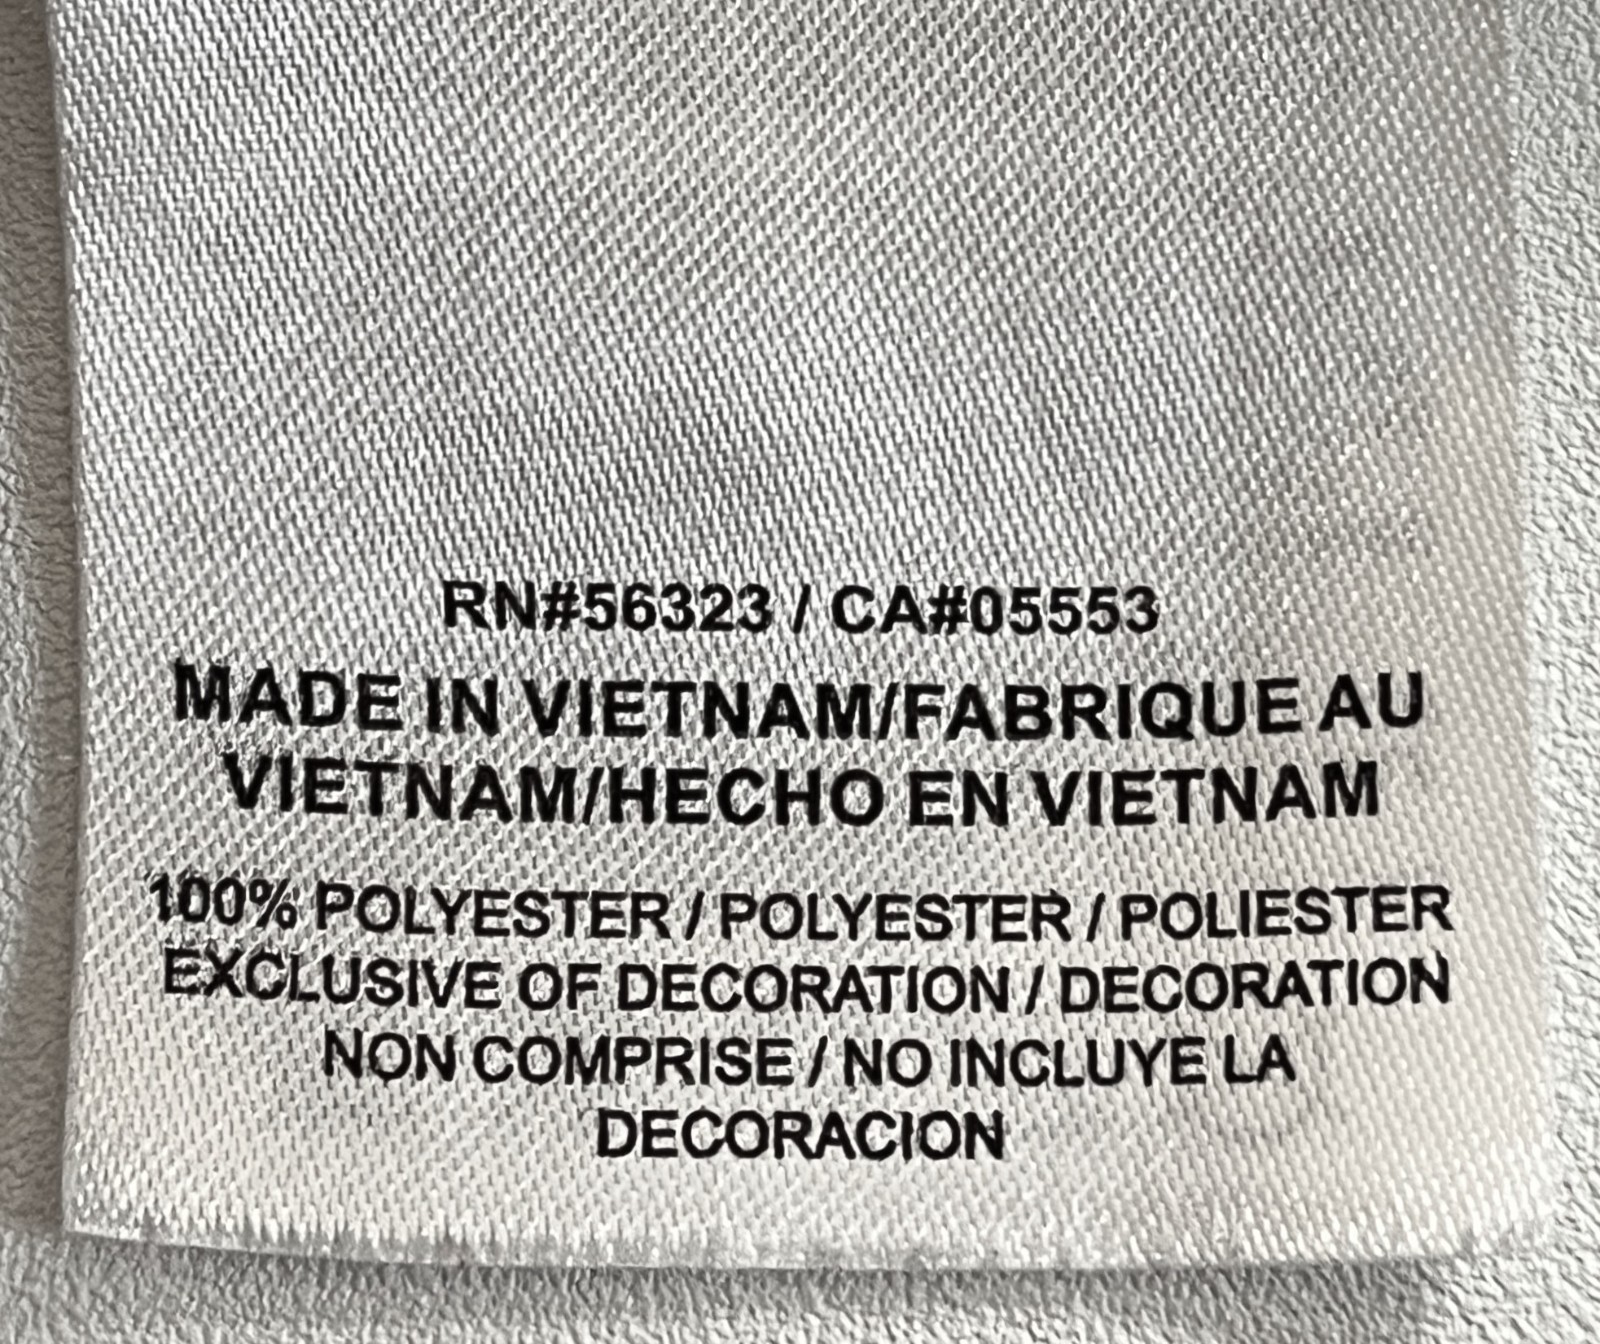 RN#56323 / CA#05553
MADE IN VIETNAM/FABRIQUE AU
VIETNAM/HECHO EN VIETNAM
100% POLYESTER / POLYESTER / POLIESTER
EXCLUSIVE OF DECORATION / DECORATION
NON COMPRISE / NO INCLUYE LA
DECORACION